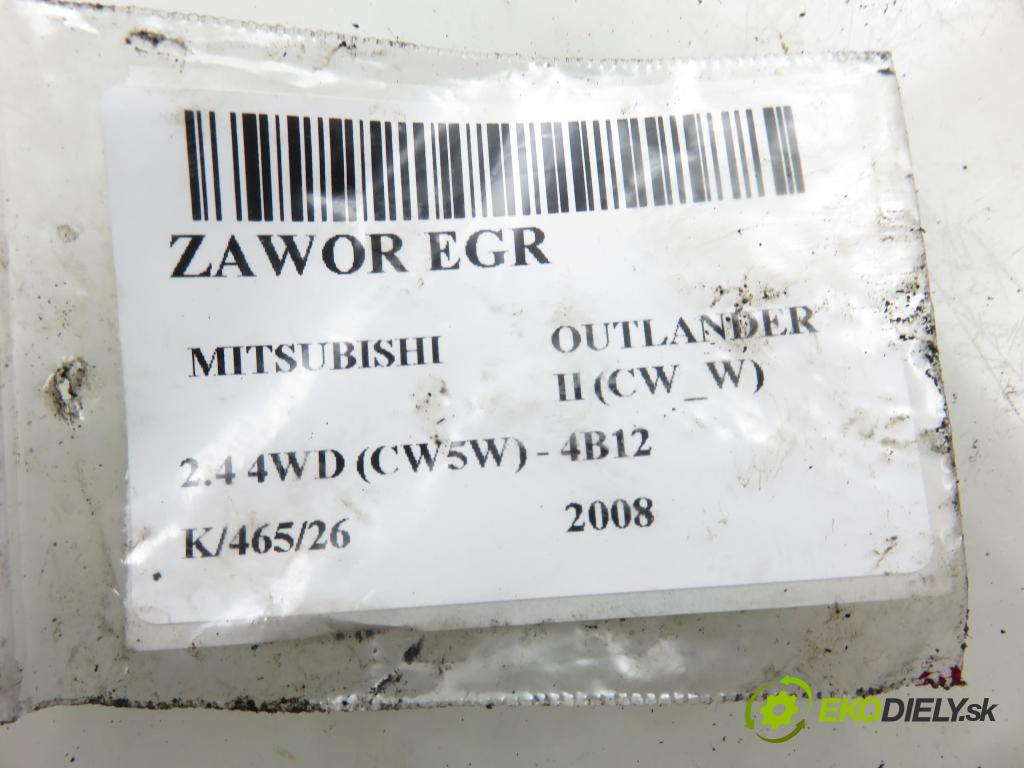 ZAWOR EGR
MITSUBISHI OUTLANDER
II (CW_W)
2.4 4WD (CW5W) - 4B12
K/465/26 2008
EKODIELY.sk